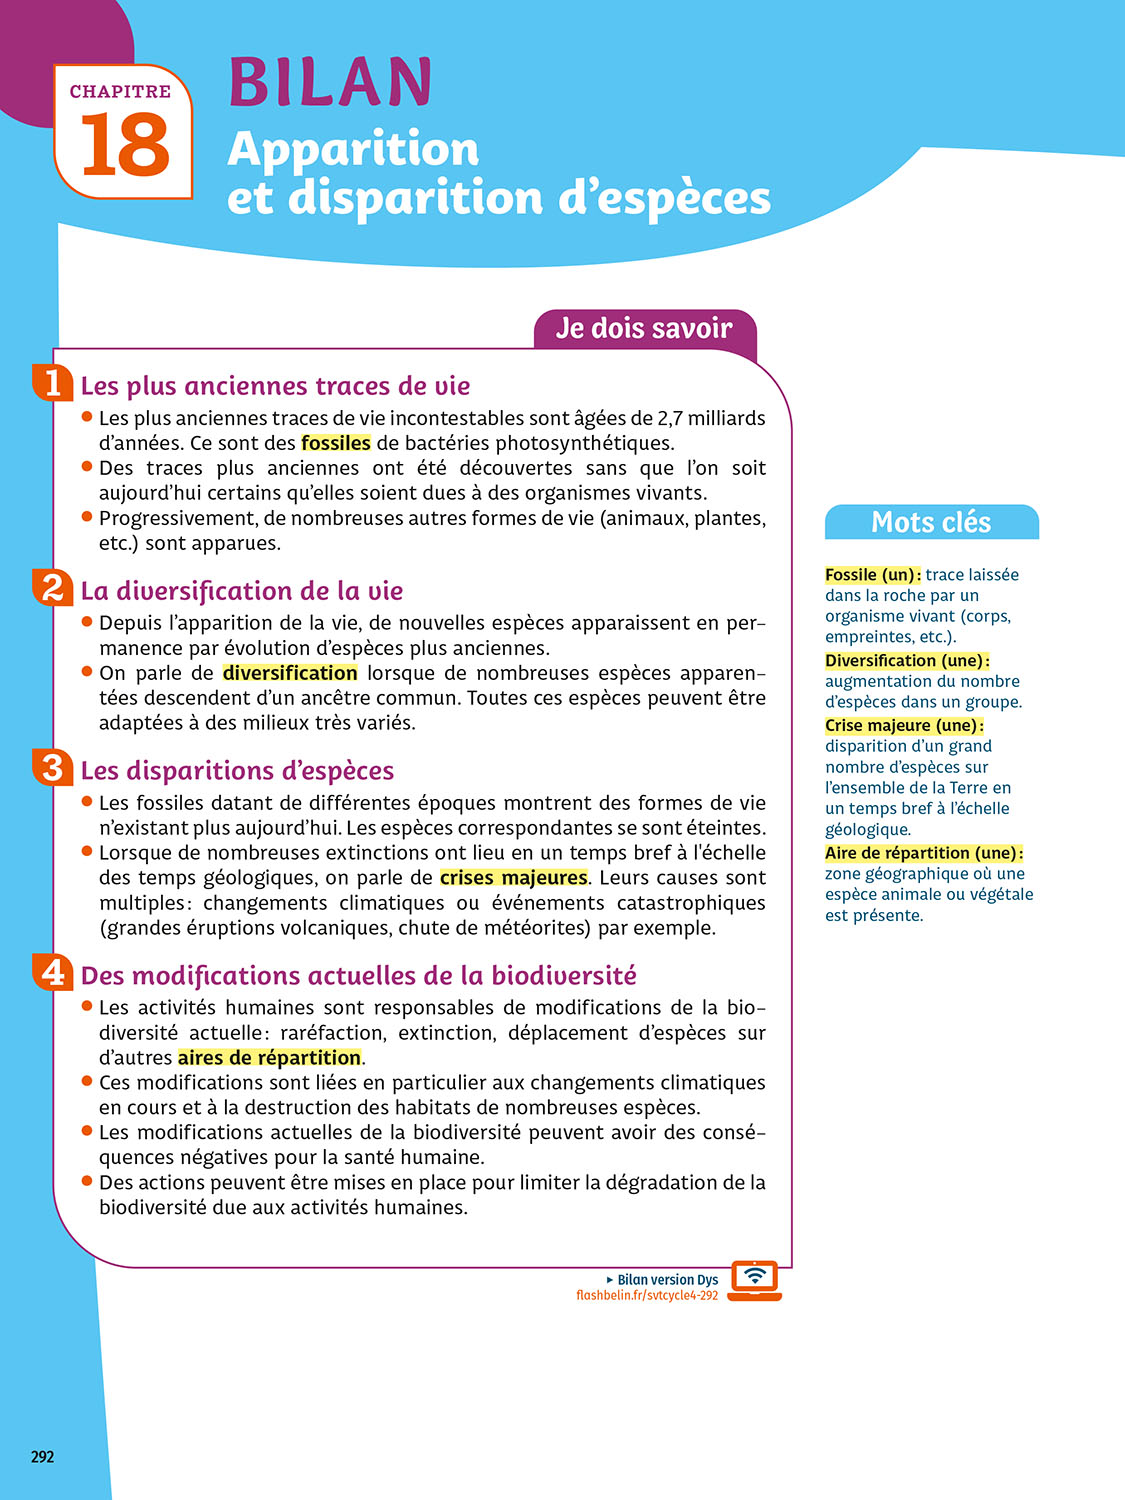 CHAPITRE
18
BILAN
Apparition
et disparition d’espèces
Je dois savoir
1 Les plus anciennes traces de vie
● Les plus anciennes traces de vie incontestables sont âgées de 2,7 milliards
d’années. Ce sont des fossiles de bactéries photosynthétiques.
● Des traces plus anciennes ont été découvertes sans que l’on soit
aujourd’hui certains qu’elles soient dues à des organismes vivants.
● Progressivement, de nombreuses autres formes de vie (animaux, plantes,
etc.) sont apparues.
2 La diversification de la vie
● Depuis l’apparition de la vie, de nouvelles espèces apparaissent en per-
manence par évolution d’espèces plus anciennes.
● On parle de diversification lorsque de nombreuses espèces apparen-
tées descendent d’un ancêtre commun. Toutes ces espèces peuvent être
adaptées à des milieux très variés.
3 Les disparitions d’espèces
● Les fossiles datant de différentes époques montrent des formes de vie
n’existant plus aujourd’hui. Les espèces correspondantes se sont éteintes.
● Lorsque de nombreuses extinctions ont lieu en un temps bref à l'échelle
des temps géologiques, on parle de crises majeures. Leurs causes sont
multiples : changements climatiques ou événements catastrophiques
(grandes éruptions volcaniques, chute de météorites) par exemple.
4 Des modifications actuelles de la biodiversité
● Les activités humaines sont responsables de modifications de la bio-
diversité actuelle : raréfaction, extinction, déplacement d’espèces sur
d’autres aires de répartition.
● Ces modifications sont liées en particulier aux changements climatiques
en cours et à la destruction des habitats de nombreuses espèces.
● Les modifications actuelles de la biodiversité peuvent avoir des consé-
quences négatives pour la santé humaine.
● Des actions peuvent être mises en place pour limiter la dégradation de la
biodiversité due aux activités humaines.
▸ Bilan version Dys
flashbelin.fr/svtcycle4-292
Mots clés
Fossile (un) : trace laissée
dans la roche par un
organisme vivant (corps,
empreintes, etc.).
Diversification (une) :
augmentation du nombre
d’espèces dans un groupe.
Crise majeure (une) :
disparition d’un grand
nombre d’espèces sur
l’ensemble de la Terre en
un temps bref à l’échelle
géologique.
Aire de répartition (une) :
zone géographique où une
espèce animale ou végétale
est présente.
292